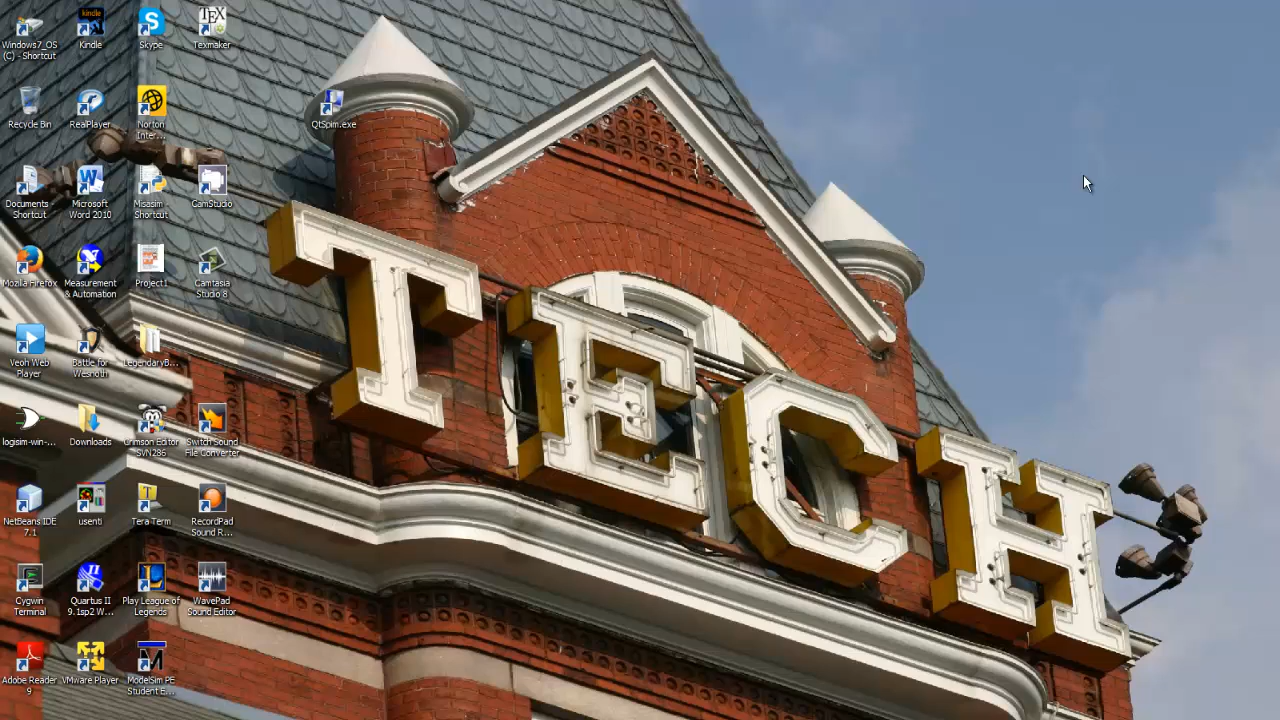 Windows7_OS
(C) - Shortcut
Kindle
Skype
Texmaker
Recycle Bin
RealPlayer
Norton
Inter...
QtSpim.exe
Documents -
Shortcut
Microsoft
Word 2010
Misasim -
Shortcut
CamStudio
Mozilla Firefox
Measurement
& Automation
Project1
Camtasia
Studio 8
Veoh Web
Player
Battle for
Wesnoth
LegendaryB...
logisim-win-...
Downloads
Crimson Editor
SVN286
Switch Sound
File Converter
NetBeans IDE
7.1
usenti
Tera Term
RecordPad
Sound R...
Cygwin
Terminal
Quartus II
9.1sp2 W...
Play League of
Legends
WavePad
Sound Editor
Adobe Reader
9
VMware Player
ModelSim PE
Student E...
TECH